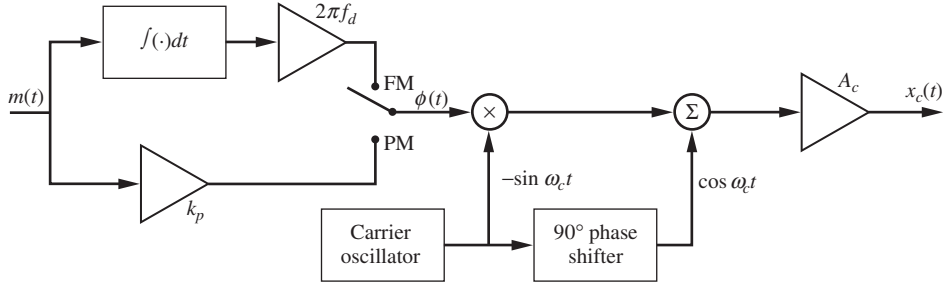 2πf_d
∫(·)dt
FM
m(t)
ϕ(t)
×
Σ
A_c
x_c(t)
PM
k_p
−sin ω_ct
cos ω_ct
Carrier
oscillator
90° phase
shifter